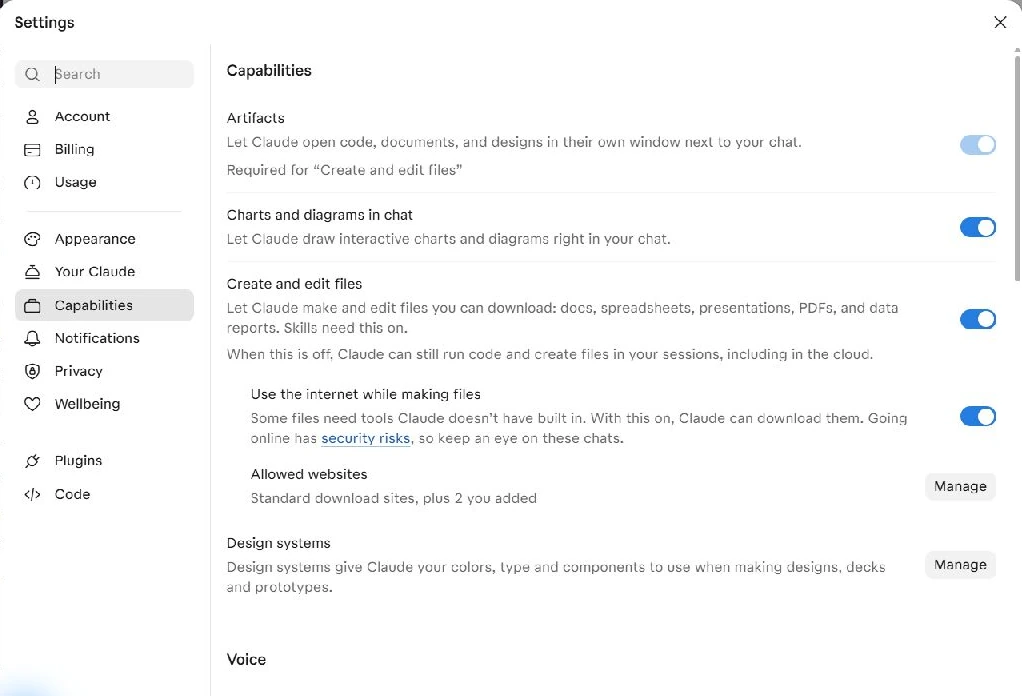 Settings
Search
Account
Billing
Usage
Appearance
Your Claude
Capabilities
Notifications
Privacy
Wellbeing
Plugins
Code
Capabilities
Artifacts
Let Claude open code, documents, and designs in their own window next to your chat.
Required for “Create and edit files”
Charts and diagrams in chat
Let Claude draw interactive charts and diagrams right in your chat.
Create and edit files
Let Claude make and edit files you can download: docs, spreadsheets, presentations, PDFs, and data
reports. Skills need this on.
When this is off, Claude can still run code and create files in your sessions, including in the cloud.
Use the internet while making files
Some files need tools Claude doesn’t have built in. With this on, Claude can download them. Going
online has security risks, so keep an eye on these chats.
Allowed websites
Standard download sites, plus 2 you added
Manage
Design systems
Design systems give Claude your colors, type and components to use when making designs, decks
and prototypes.
Manage
Voice